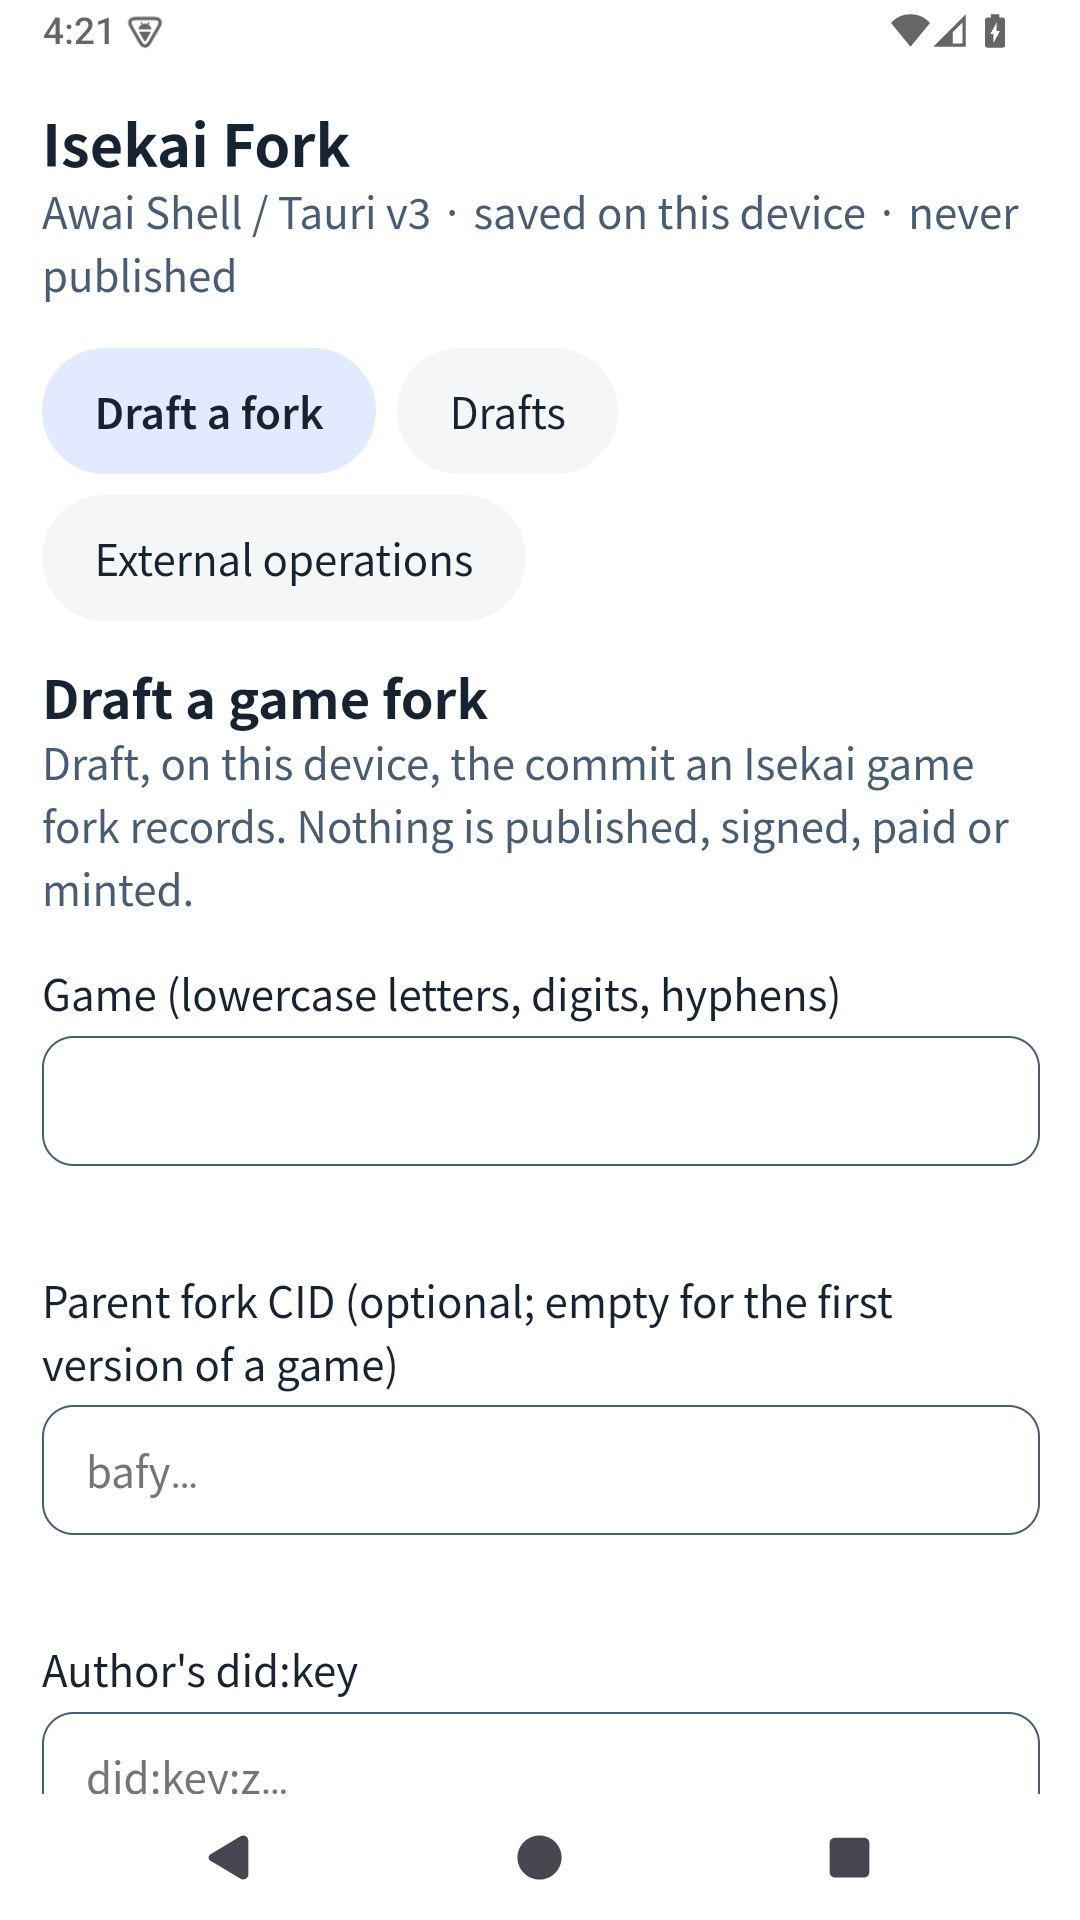 4:21
Isekai Fork
Awai Shell / Tauri v3 · saved on this device · never
published
Draft a fork
Drafts
External operations
Draft a game fork
Draft, on this device, the commit an Isekai game
fork records. Nothing is published, signed, paid or
minted.
Game (lowercase letters, digits, hyphens)
Parent fork CID (optional; empty for the first
version of a game)
bafy...
Author's did:key
did:key:z...